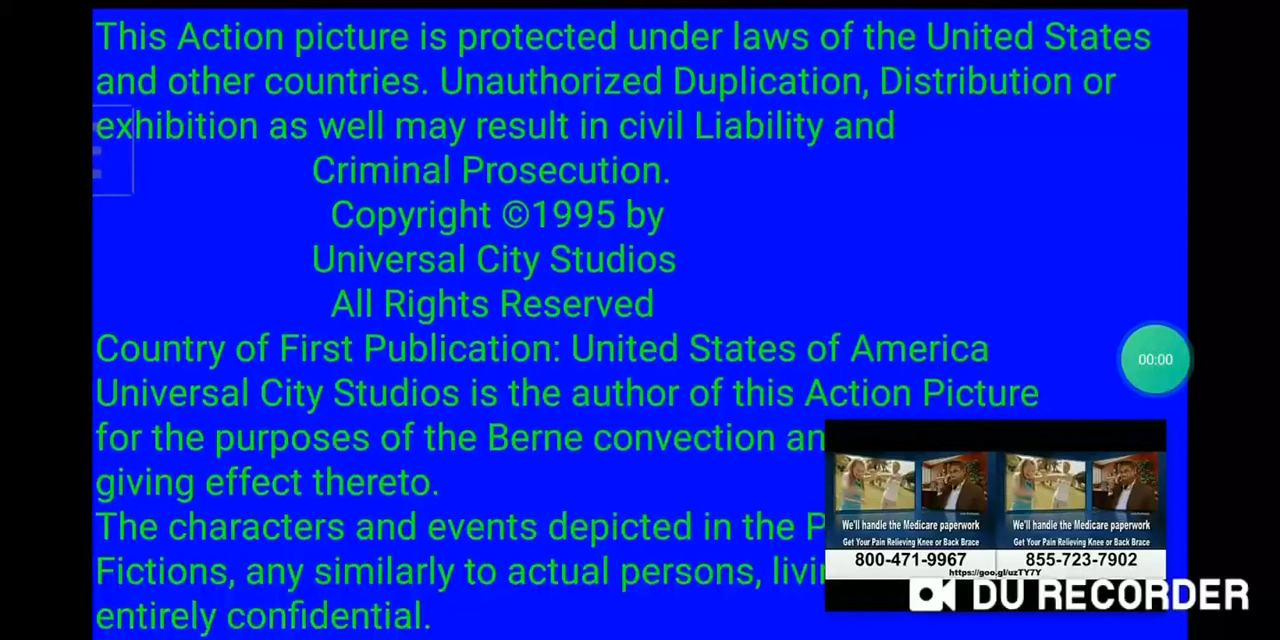 This Action picture is protected under laws of the United States
and other countries. Unauthorized Duplication, Distribution or
exhibition as well may result in civil Liability and
Criminal Prosecution.
Copyright ©1995 by
Universal City Studios
All Rights Reserved
Country of First Publication: United States of America
Universal City Studios is the author of this Action Picture
for the purposes of the Berne convection an
giving effect thereto.
The characters and events depicted in the P
Fictions, any similarly to actual persons, livi
entirely confidential.
00:00
We'll handle the Medicare paperwork
Get Your Pain Relieving Knee or Back Brace
800-471-9967
We'll handle the Medicare paperwork
Get Your Pain Relieving Knee or Back Brace
855-723-7902
https://goo.gl/uzTY7Y
DU RECORDER